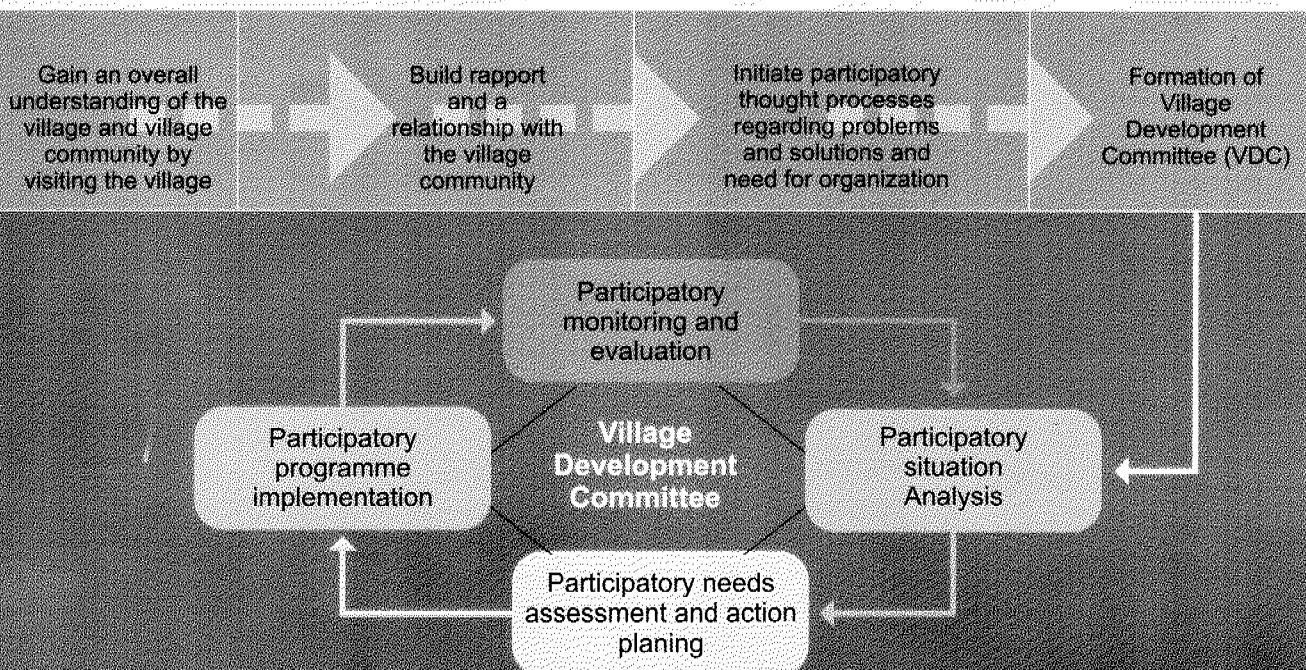 Gain an overall
understanding of the
village and village
community by
visiting the village
Build rapport
and a
relationship with
the village
community
Initiate participatory
thought processes
regarding problems
and solutions and
need for organization
Formation of
Village
Development
Committee (VDC)
Participatory
monitoring and
evaluation
Participatory
programme
implementation
Village
Development
Committee
Participatory
situation
Analysis
Participatory needs
assessment and action
planing